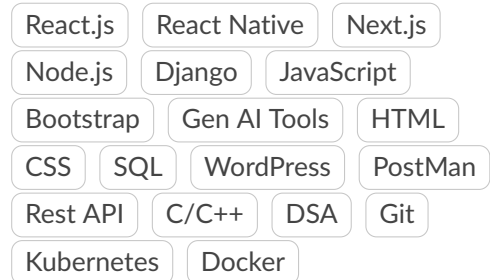 React.js React Native Next.js
Node.js Django JavaScript
Bootstrap Gen AI Tools HTML
CSS SQL WordPress PostMan
Rest API C/C++ DSA Git
Kubernetes Docker